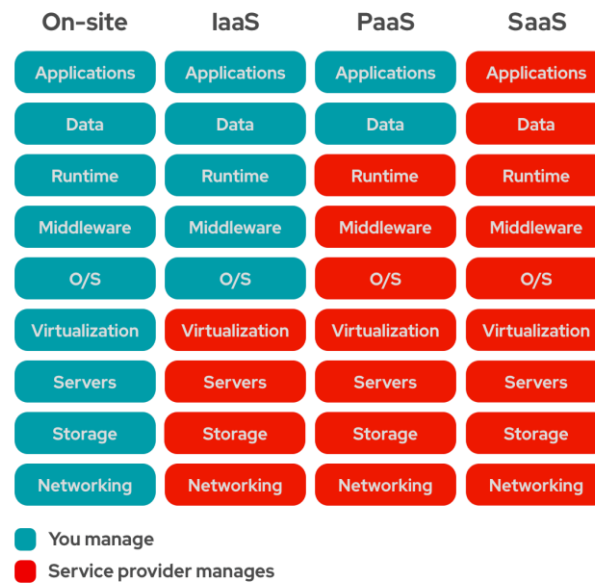 On-site IaaS PaaS SaaS
Applications Applications Applications Applications
Data Data Data Data
Runtime Runtime Runtime Runtime
Middleware Middleware Middleware Middleware
O/S O/S O/S O/S
Virtualization Virtualization Virtualization Virtualization
Servers Servers Servers Servers
Storage Storage Storage Storage
Networking Networking Networking Networking
You manage
Service provider manages